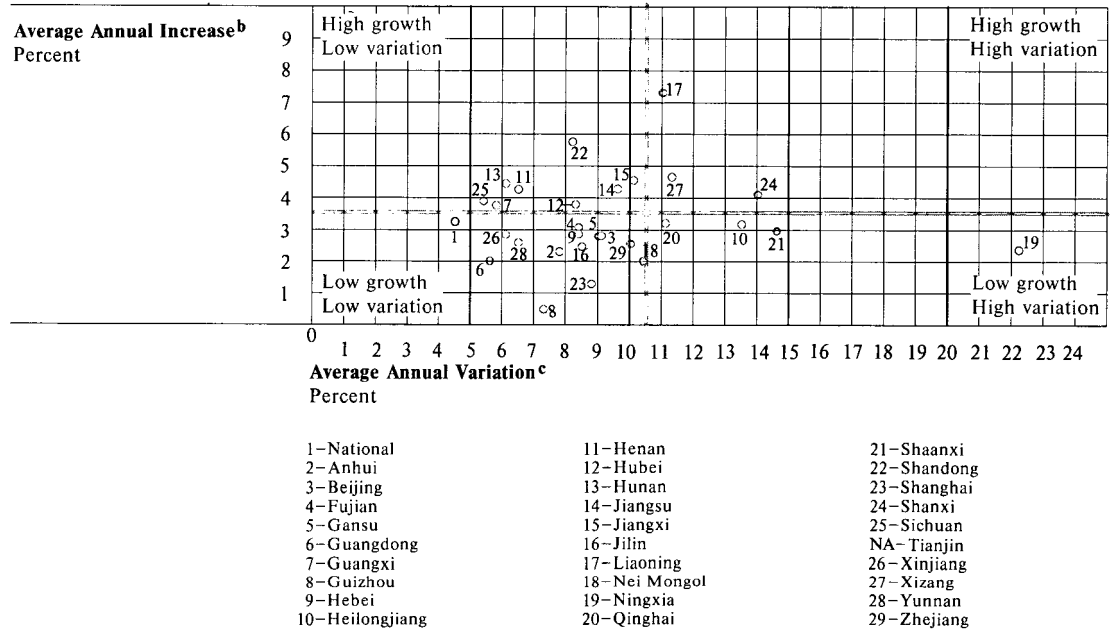 Average Annual Increaseᵇ
Percent
High growth
Low variation
High growth
High variation
9
8
7
6
5
4
3
2
1
17
22
13
11
15
14
27
24
25
7
12
1
26
28
4
5
9
3
2
16
29
18
20
10
21
19
6
23
8
Low growth
Low variation
Low growth
High variation
0
1 2 3 4 5 6 7 8 9 10 11 12 13 14 15 16 17 18 19 20 21 22 23 24
Average Annual Variationᶜ
Percent
1–National
2–Anhui
3–Beijing
4–Fujian
5–Gansu
6–Guangdong
7–Guangxi
8–Guizhou
9–Hebei
10–Heilongjiang
11–Henan
12–Hubei
13–Hunan
14–Jiangsu
15–Jiangxi
16–Jilin
17–Liaoning
18–Nei Mongol
19–Ningxia
20–Qinghai
21–Shaanxi
22–Shandong
23–Shanghai
24–Shanxi
25–Sichuan
NA–Tianjin
26–Xinjiang
27–Xizang
28–Yunnan
29–Zhejiang